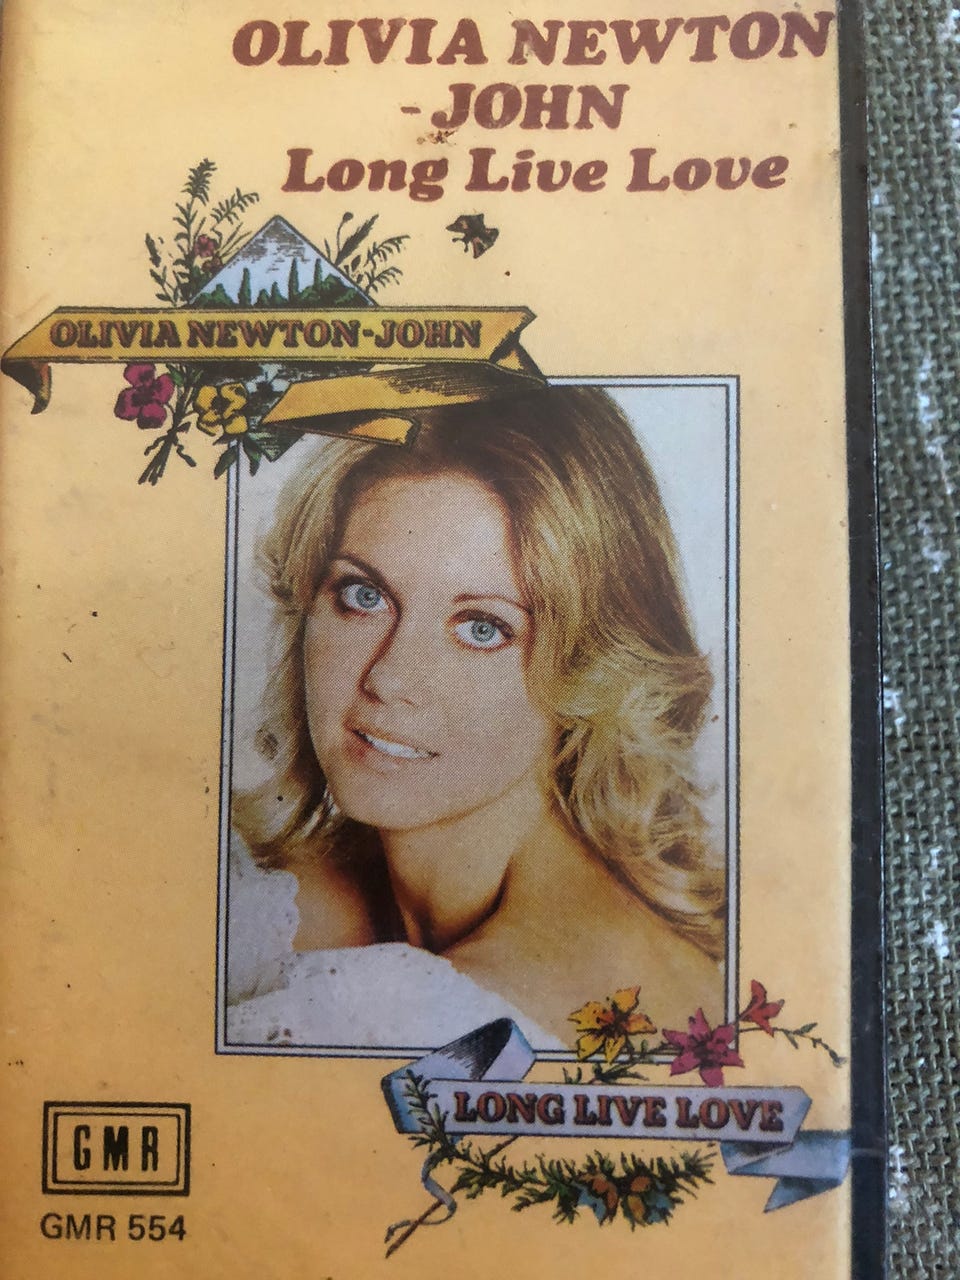 OLIVIA NEWTON
-JOHN
Long Live Love
OLIVIA NEWTON-JOHN
LONG LIVE LOVE
GMR
GMR 554